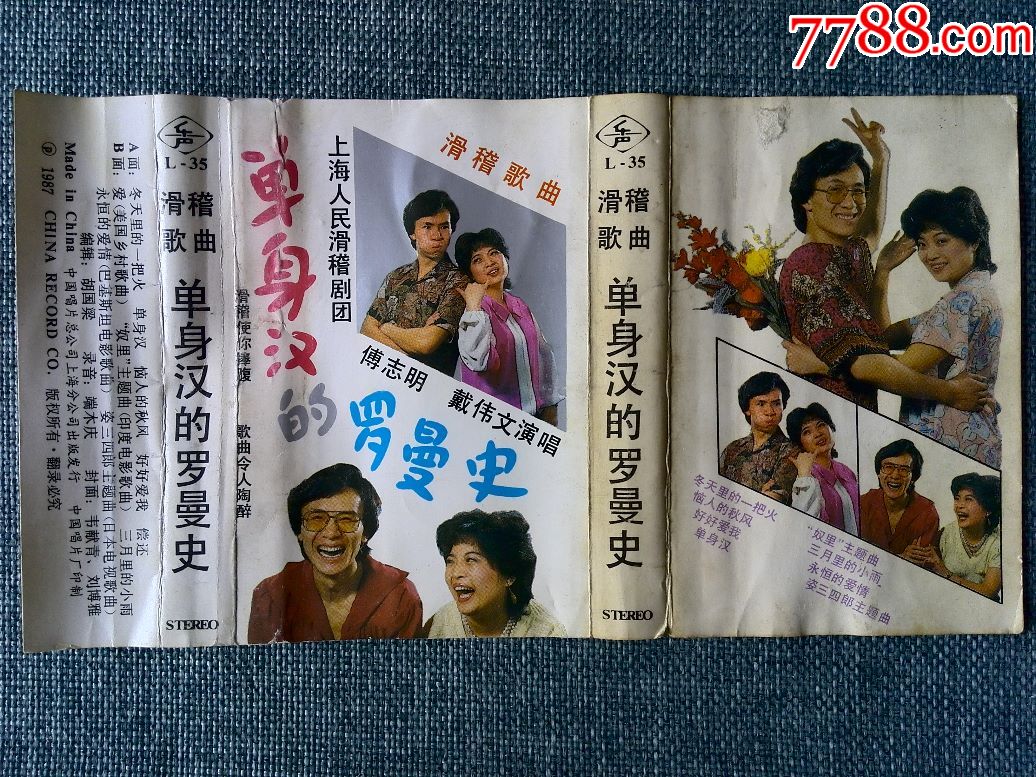 7788.com
A面： 冬天里的一把火 单身汉 恼人的秋风 好好爱我 偿还
B面： 爱(美国乡村歌曲) “奴里”主题曲(印度电影歌曲) 三月里的小雨
永恒的爱情(巴基斯坦电影歌曲) 姿三四郎主题曲(日本电视歌曲)
编辑：胡国梁 录音：端木庆 封面：韦献青、刘博雅
Made in China 中国唱片总公司上海分公司出版发行 中国唱片厂印制
Ⓟ 1987 CHINA RECORD CO. 版权所有·翻录必究
L-35
滑稽
歌曲
单身汉的罗曼史
STEREO
单身汉
的
罗曼史
滑稽使你捧腹 歌曲令人陶醉
上海人民滑稽剧团
滑稽歌曲
傅志明 戴伟文演唱
L-35
滑稽
歌曲
单身汉的罗曼史
STEREO
冬天里的一把火
恼人的秋风
好好爱我
单身汉
“奴里”主题曲
三月里的小雨
永恒的爱情
姿三四郎主题曲